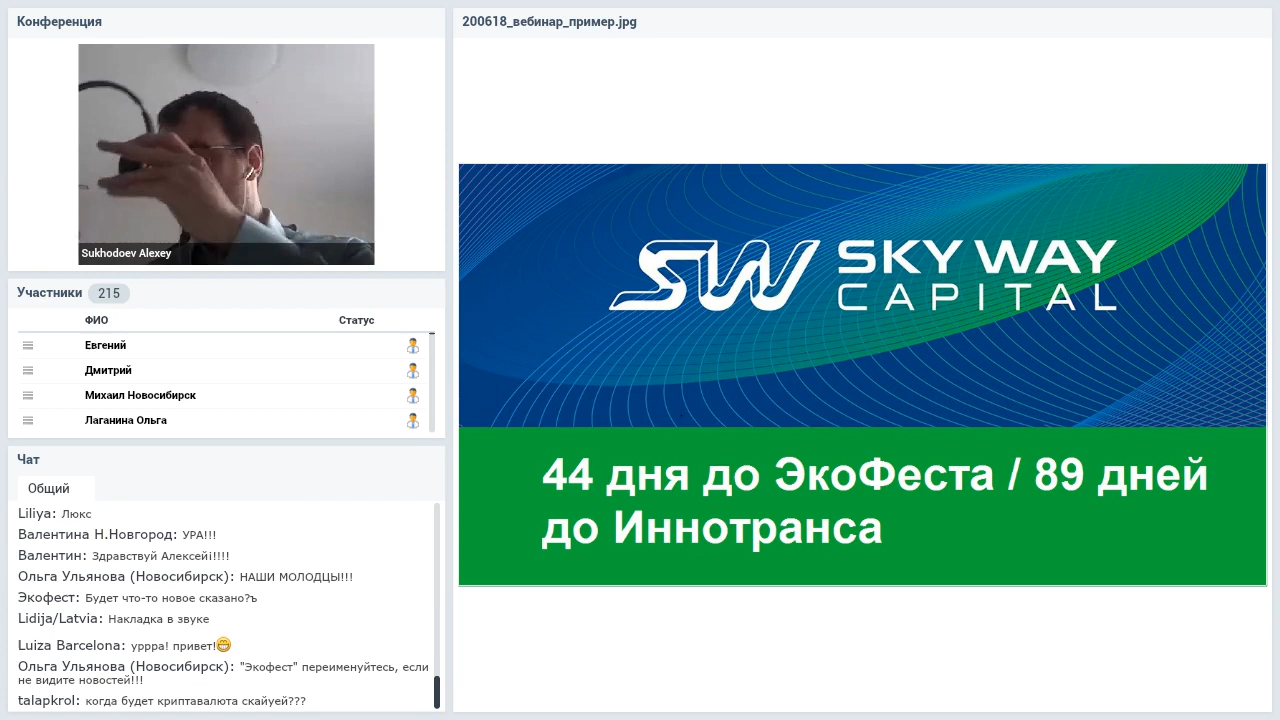 Конференция
Sukhodoev Alexey
Участники 215
ФИО Статус
Евгений
Дмитрий
Михаил Новосибирск
Лаганина Ольга
Чат
Общий
Liliya: Люкс
Валентина Н.Новгород: УРА!!!
Валентин: Здравствуй Алексейi!!!!
Ольга Ульянова (Новосибирск): НАШИ МОЛОДЦЫ!!!
Экофест: Будет что-то новое сказано?ъ
Lidija/Latvia: Накладка в звуке
Luiza Barcelona: уррра! привет!😁
Ольга Ульянова (Новосибирск): "Экофест" переименуйтесь, если
не видите новостей!!!
talapkrol: когда будет криптавалюта скайуей???
200618_вебинар_пример.jpg
SW SKY WAY
CAPITAL
44 дня до ЭкоФеста / 89 дней
до Иннотранса